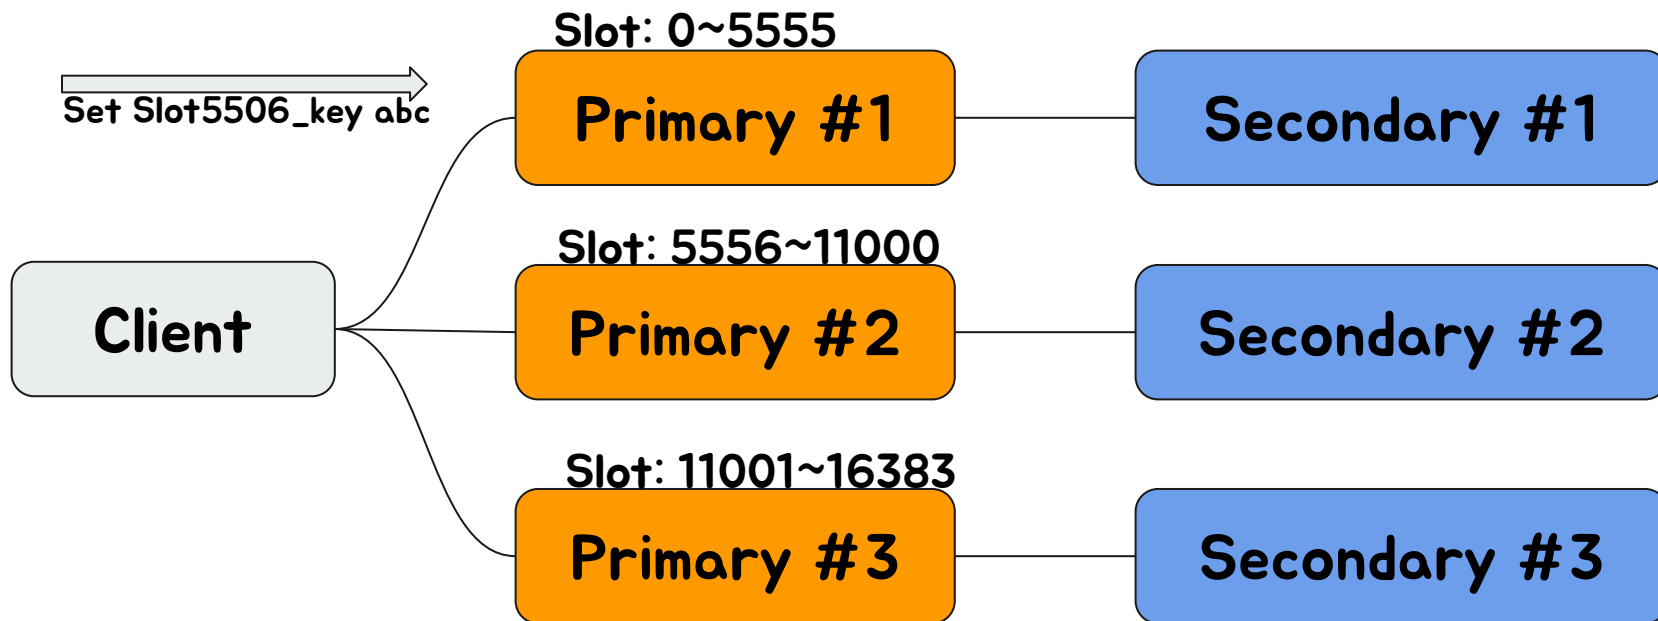 Slot: 0~5555
Set Slot5506_key abc
Primary #1
Secondary #1
Slot: 5556~11000
Client
Primary #2
Secondary #2
Slot: 11001~16383
Primary #3
Secondary #3